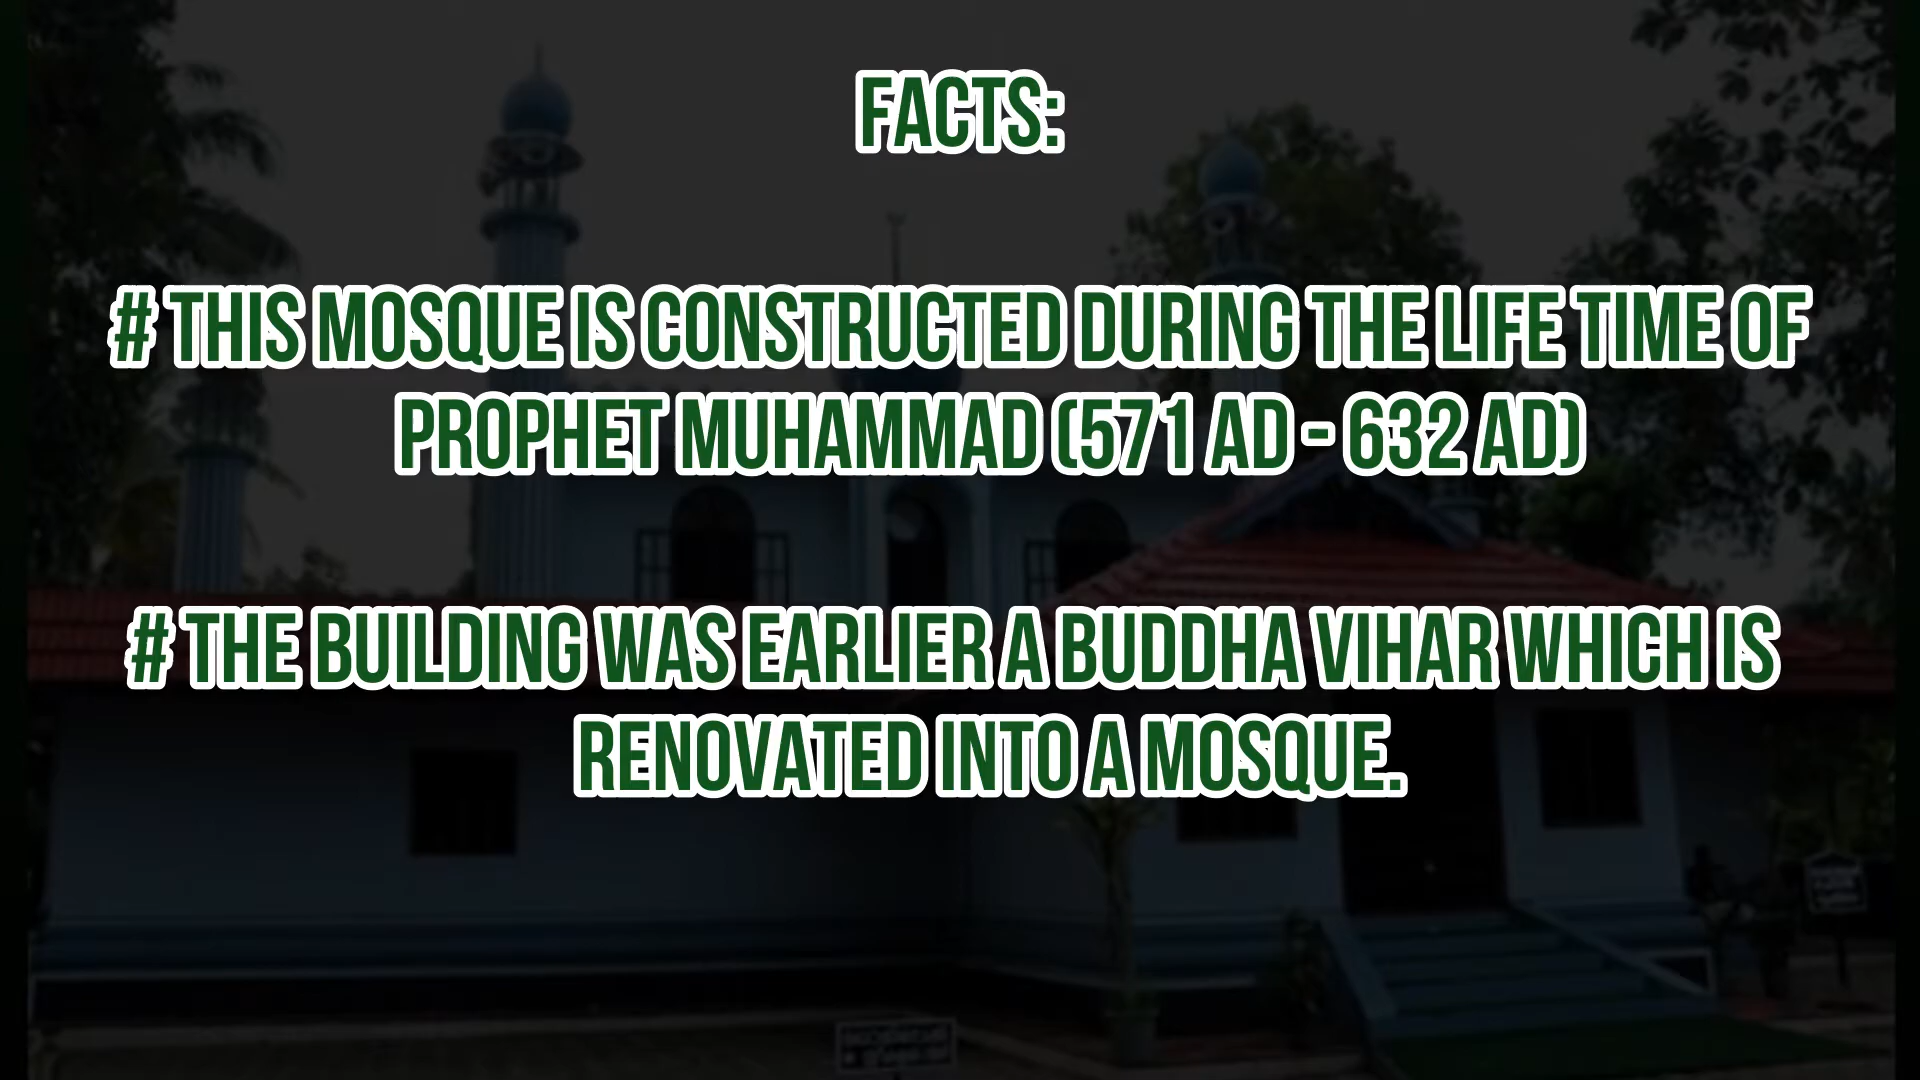 FACTS:
# THIS MOSQUE IS CONSTRUCTED DURING THE LIFE TIME OF
PROPHET MUHAMMAD (571 AD - 632 AD)
# THE BUILDING WAS EARLIER A BUDDHA VIHAR WHICH IS
RENOVATED INTO A MOSQUE.